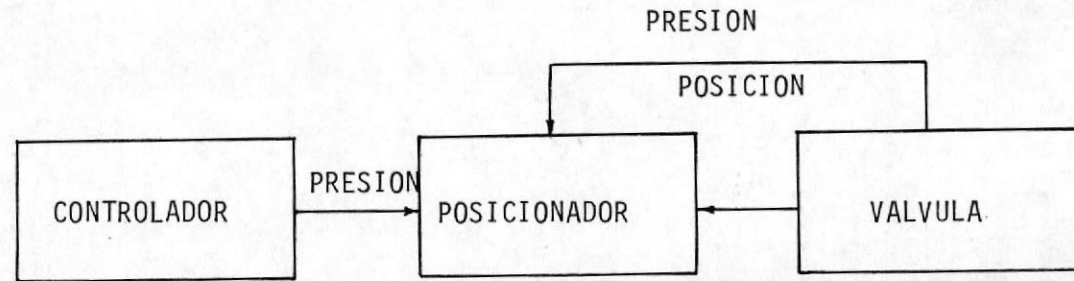 PRESION
POSICION
PRESION
CONTROLADOR
POSICIONADOR
VALVULA